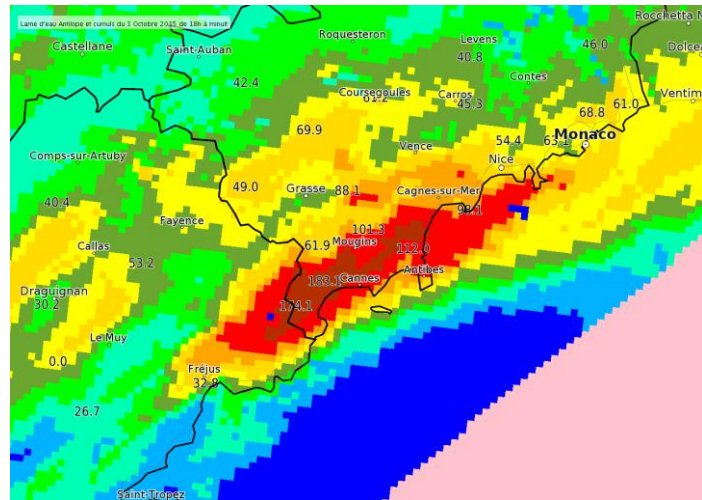 Lame d'eau Antilope et cumuls du 3 Octobre 2015 de 18h à minuit
Rocchetta N
Roquesteron
Levens
46.0
Castellane
Saint-Auban
40.8
Dolcea
42.4
Contes
Coursegoules
Carros
61.2
45.3
Ventim
61.0
68.8
69.9
Monaco
54.4
63.1
Comps-sur-Artuby
Vence
Nice
49.0
Grasse
88.1
Cagnes-sur-Mer
40.4
98.1
Fayence
101.3
Callas
61.9
Mougins
112.0
53.2
Antibes
183.1
Cannes
Draguignan
30.2
174.1
Le Muy
0.0
Fréjus
32.8
26.7
Saint-Tropez